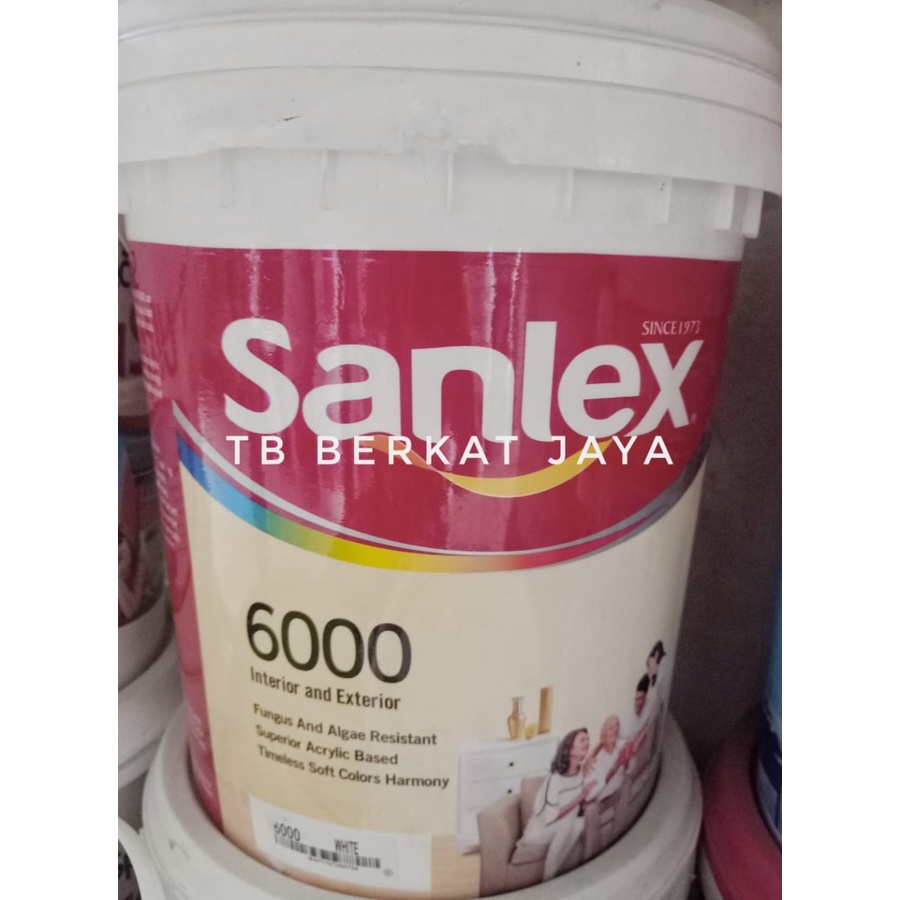 SINCE1973
Sanlex
TB BERKAT JAYA
6000
Interior and Exterior
Fungus And Algae Resistant
Superior Acrylic Based
Timeless Soft Colors Harmony
6000 WHITE